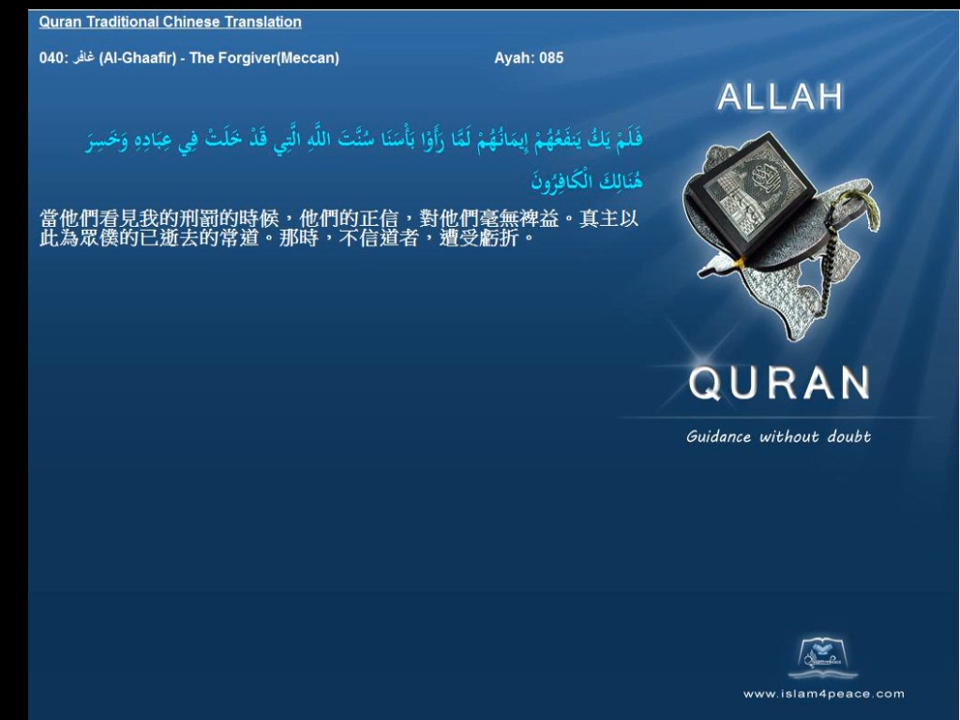 Quran Traditional Chinese Translation
040: غافر (Al-Ghaafir) - The Forgiver(Meccan) Ayah: 085
ALLAH
فَلَمْ يَكُ يَنفَعُهُمْ إِيمَانُهُمْ لَمَّا رَأَوْا بَأْسَنَا سُنَّتَ اللَّهِ الَّتِي قَدْ خَلَتْ فِي عِبَادِهِ وَخَسِرَ
هُنَالِكَ الْكَافِرُونَ
當他們看見我的刑罰的時候，他們的正信，對他們毫無裨益。真主以
此為眾僕的已逝去的常道。那時，不信道者，遭受虧折。
QURAN
Guidance without doubt
www.islam4peace.com